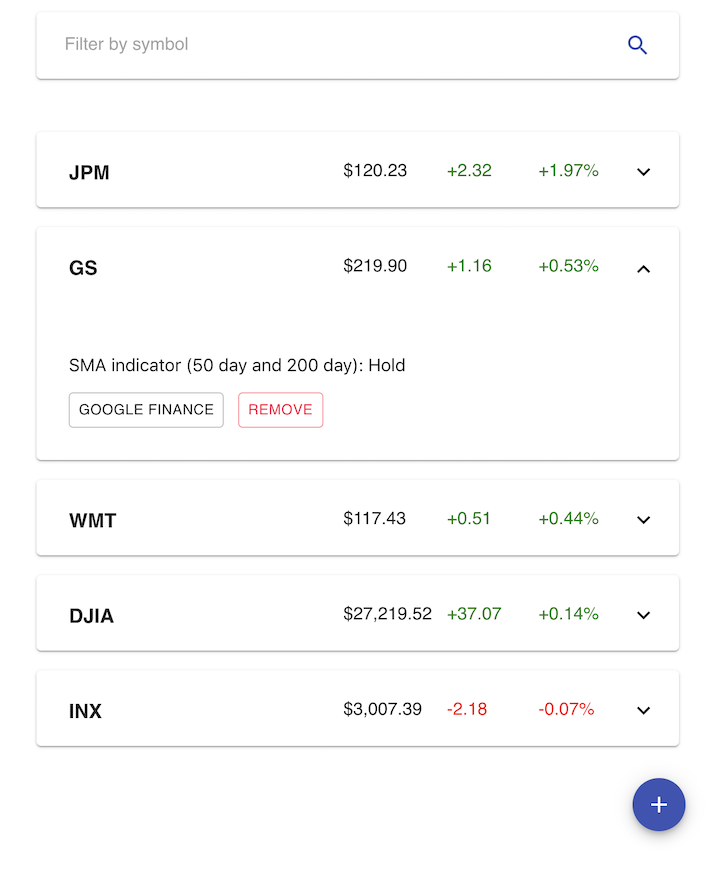 Filter by symbol
JPM $120.23 +2.32 +1.97%
GS $219.90 +1.16 +0.53%
SMA indicator (50 day and 200 day): Hold
GOOGLE FINANCE REMOVE
WMT $117.43 +0.51 +0.44%
DJIA $27,219.52 +37.07 +0.14%
INX $3,007.39 -2.18 -0.07%
+